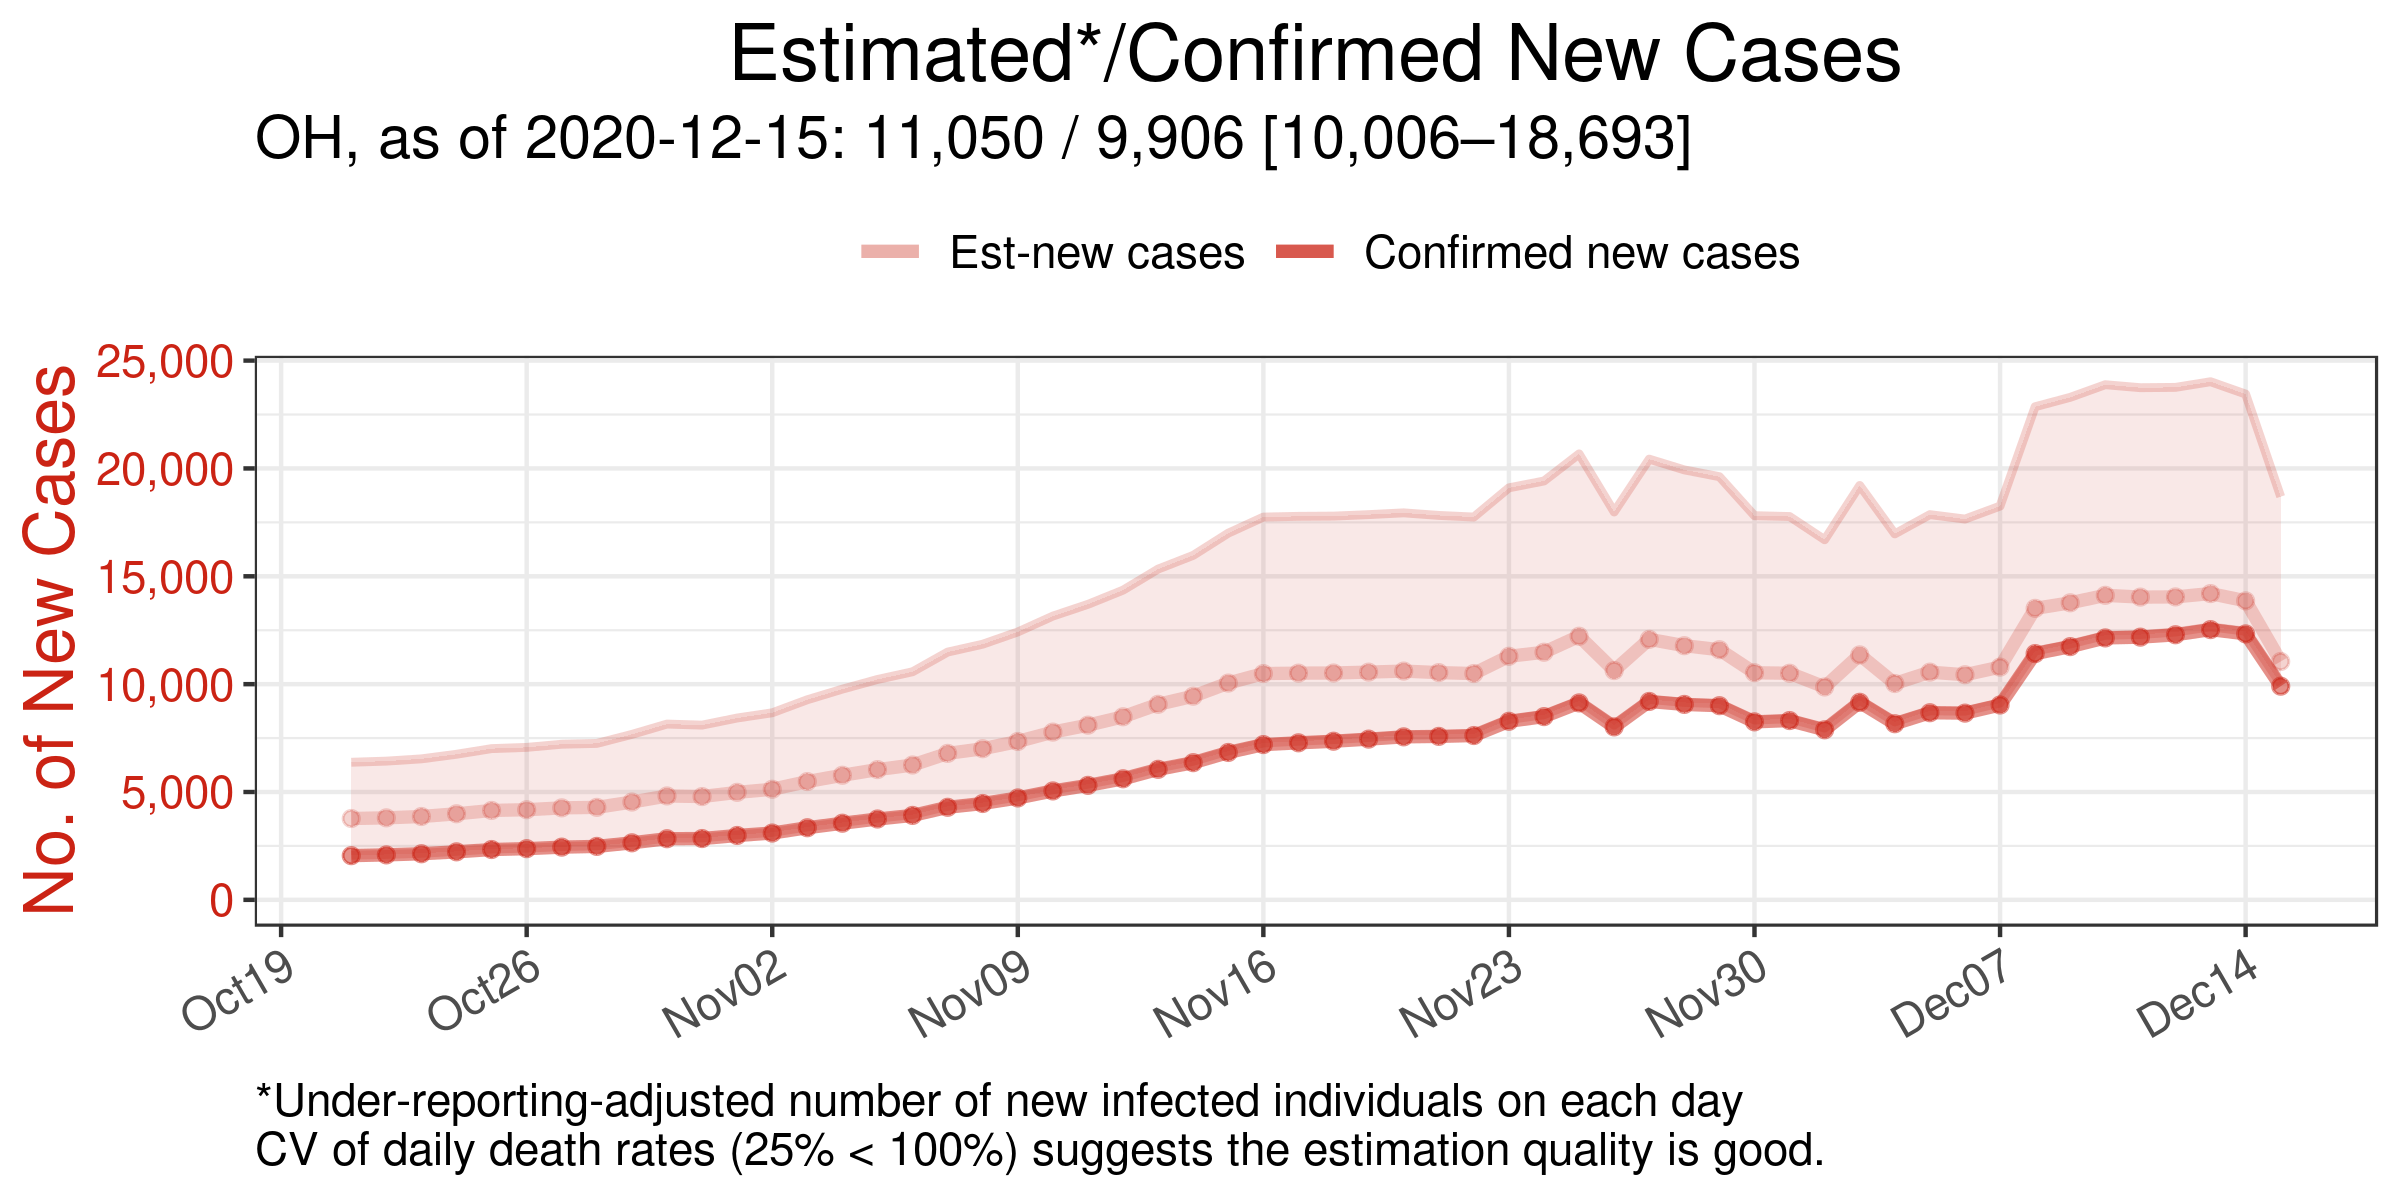 Estimated*/Confirmed New Cases
OH, as of 2020-12-15: 11,050 / 9,906 [10,006–18,693]
Est-new cases
Confirmed new cases
No. of New Cases
25,000
20,000
15,000
10,000
5,000
0
Oct19
Oct26
Nov02
Nov09
Nov16
Nov23
Nov30
Dec07
Dec14
*Under-reporting-adjusted number of new infected individuals on each day
CV of daily death rates (25% < 100%) suggests the estimation quality is good.